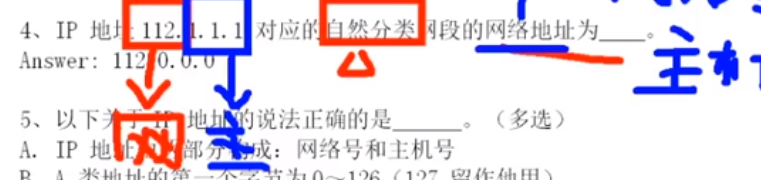 4、IP 地址 112.1.1.1 对应的自然分类网段的网络地址为____。
主机
Answer: 112.0.0.0
网 主
5、以下关于 IP 地址的说法正确的是______。（多选）
A. IP 地址由两部分构成：网络号和主机号
B. A 类地址的第一个字节为 0～126（127 留作他用）